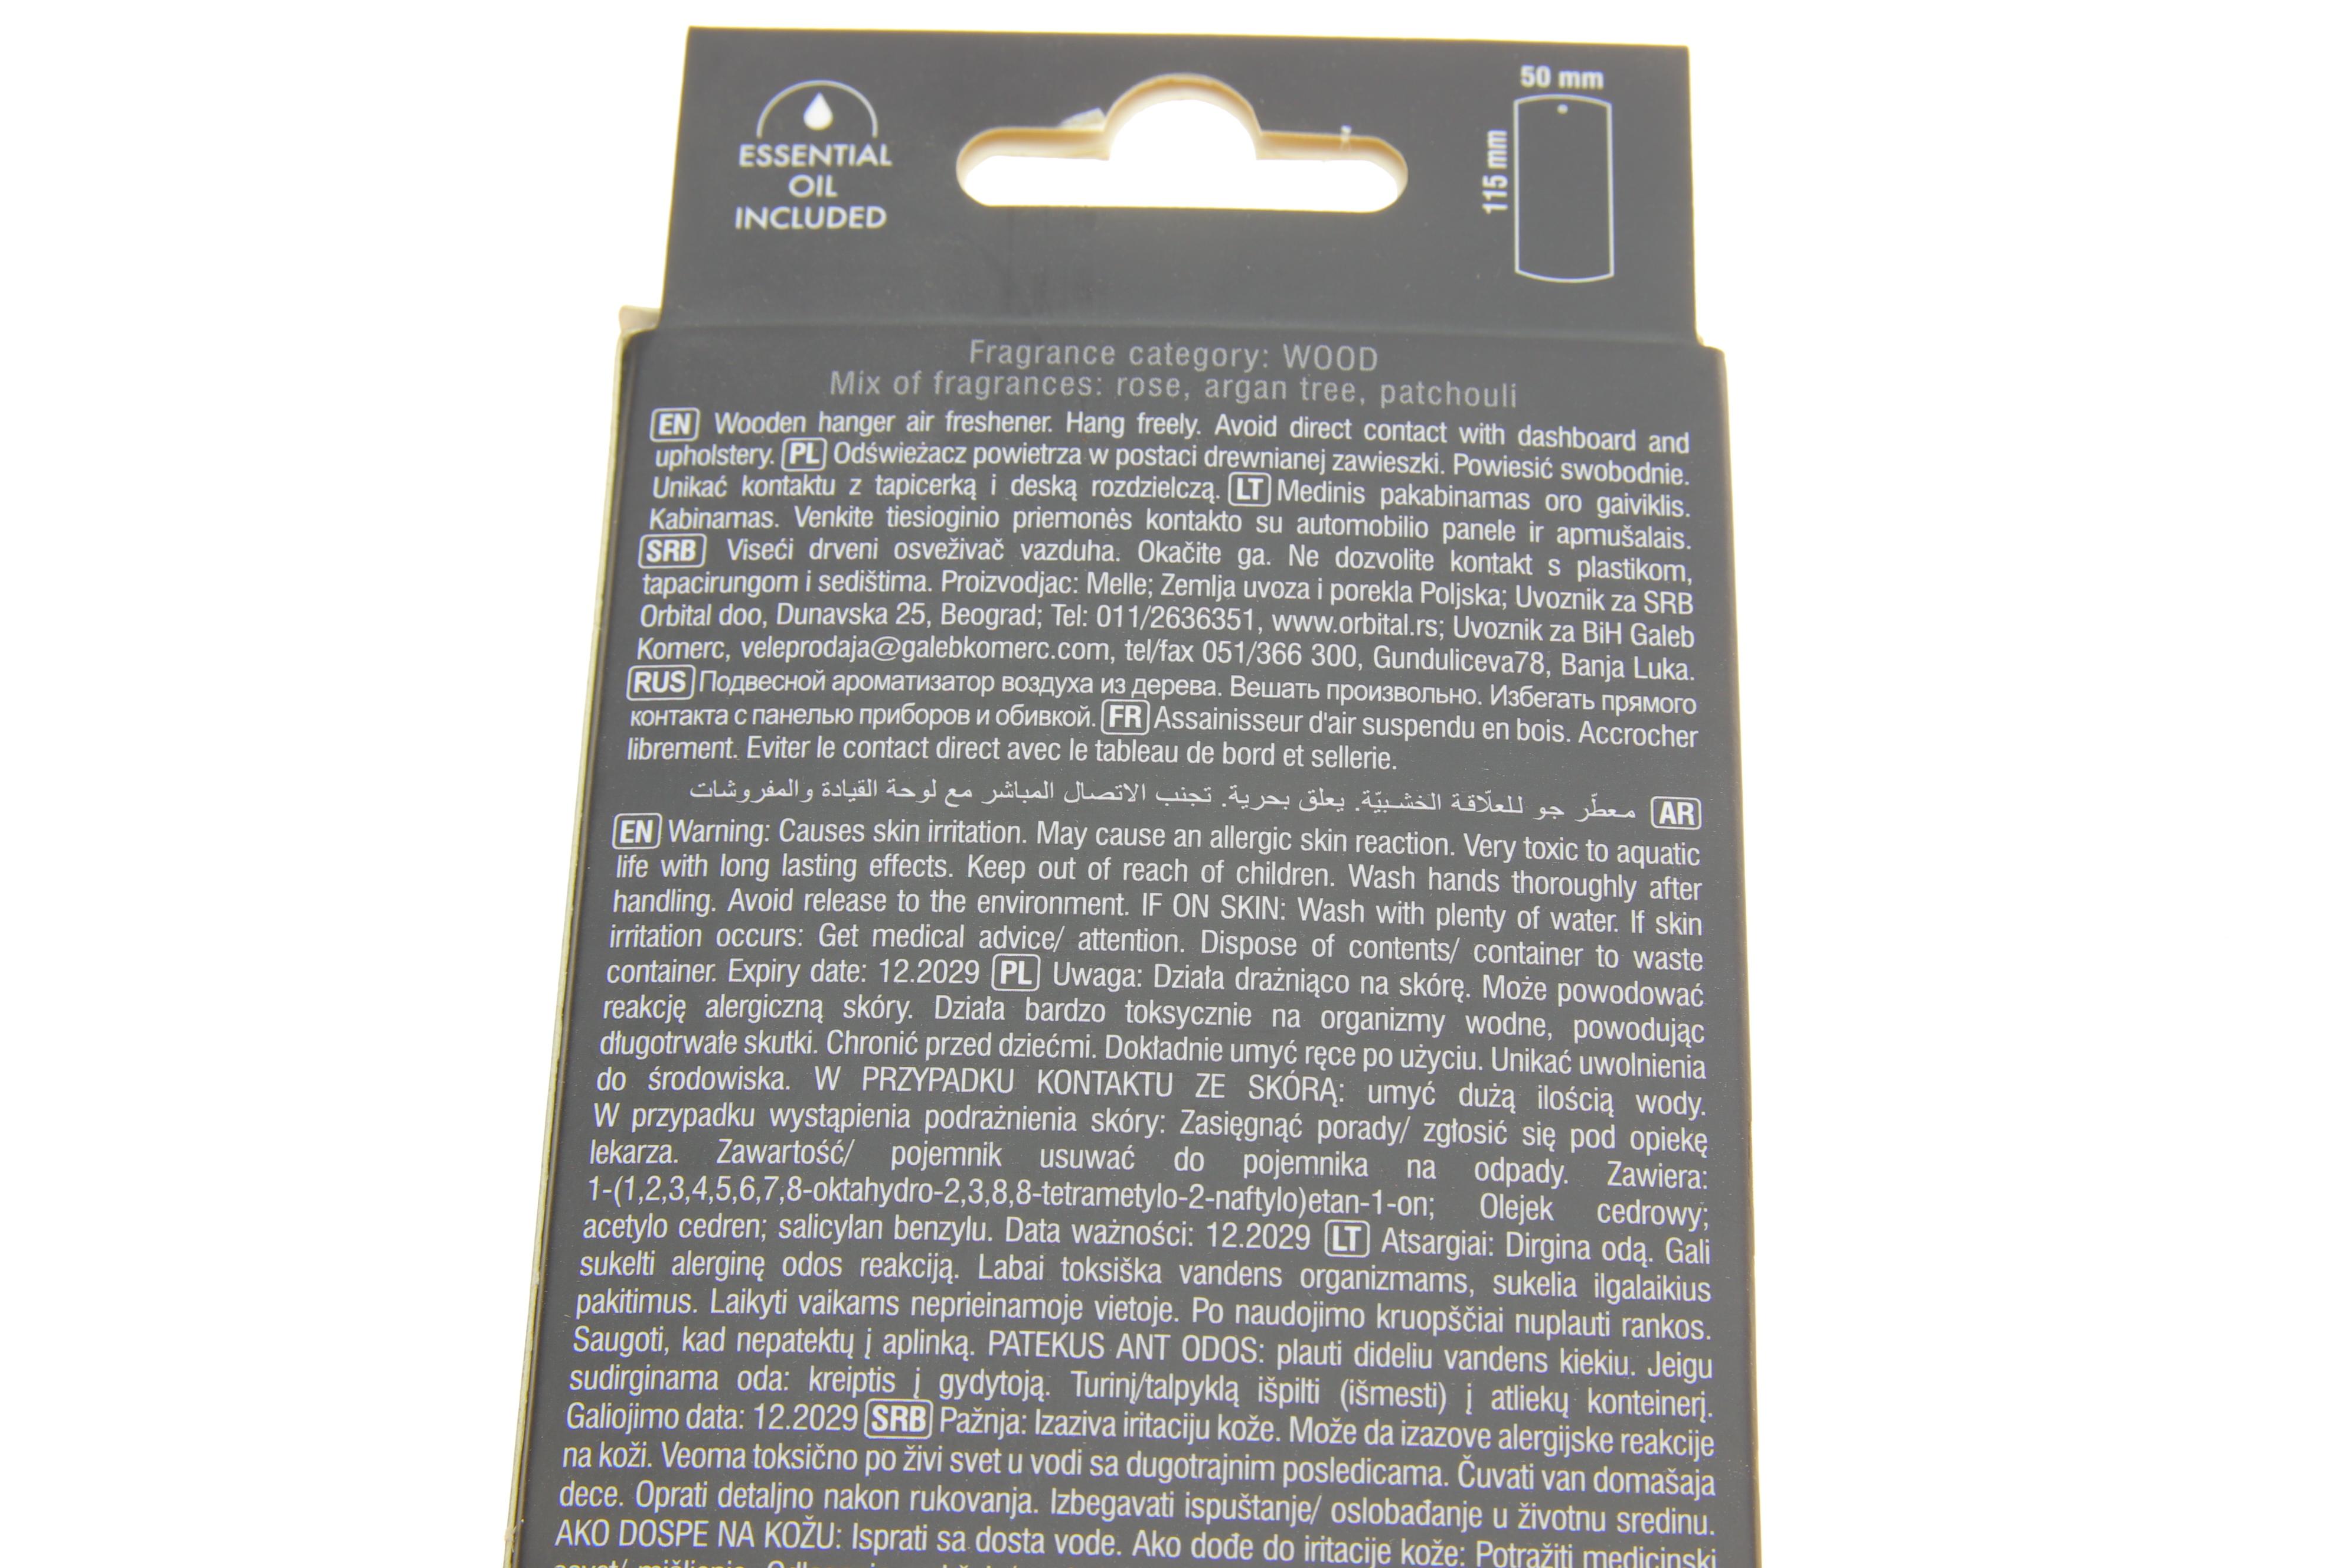 ESSENTIAL
OIL
INCLUDED
50 mm
115 mm
Fragrance category: WOOD
Mix of fragrances: rose, argan tree, patchouli
EN Wooden hanger air freshener. Hang freely. Avoid direct contact with dashboard and
upholstery. PL Odświeżacz powietrza w postaci drewnianej zawieszki. Powiesić swobodnie.
Unikać kontaktu z tapicerką i deską rozdzielczą. LT Medinis pakabinamas oro gaiviklis.
Kabinamas. Venkite tiesioginio priemonės kontakto su automobilio panele ir apmušalais.
SRB Viseći drveni osveživač vazduha. Okačite ga. Ne dozvolite kontakt s plastikom,
tapacirungom i sedištima. Proizvodjac: Melle; Zemlja uvoza i porekla Poljska; Uvoznik za SRB
Orbital doo, Dunavska 25, Beograd; Tel: 011/2636351, www.orbital.rs; Uvoznik za BiH Galeb
Komerc, veleprodaja@galebkomerc.com, tel/fax 051/366 300, Gunduliceva78, Banja Luka.
RUS Подвесной ароматизатор воздуха из дерева. Вешать произвольно. Избегать прямого
контакта с панелью приборов и обивкой. FR Assainisseur d'air suspendu en bois. Accrocher
librement. Eviter le contact direct avec le tableau de bord et sellerie.
AR معطّر جو للعلّاقة الخشبيّة. يعلق بحرية. تجنب الاتصال المباشر مع لوحة القيادة والمفروشات
EN Warning: Causes skin irritation. May cause an allergic skin reaction. Very toxic to aquatic
life with long lasting effects. Keep out of reach of children. Wash hands thoroughly after
handling. Avoid release to the environment. IF ON SKIN: Wash with plenty of water. If skin
irritation occurs: Get medical advice/ attention. Dispose of contents/ container to waste
container. Expiry date: 12.2029 PL Uwaga: Działa drażniąco na skórę. Może powodować
reakcję alergiczną skóry. Działa bardzo toksycznie na organizmy wodne, powodując
długotrwałe skutki. Chronić przed dziećmi. Dokładnie umyć ręce po użyciu. Unikać uwolnienia
do środowiska. W PRZYPADKU KONTAKTU ZE SKÓRĄ: umyć dużą ilością wody.
W przypadku wystąpienia podrażnienia skóry: Zasięgnąć porady/ zgłosić się pod opiekę
lekarza. Zawartość/ pojemnik usuwać do pojemnika na odpady. Zawiera:
1-(1,2,3,4,5,6,7,8-oktahydro-2,3,8,8-tetrametylo-2-naftylo)etan-1-on; Olejek cedrowy;
acetylo cedren; salicylan benzylu. Data ważności: 12.2029 LT Atsargiai: Dirgina odą. Gali
sukelti alerginę odos reakciją. Labai toksiška vandens organizmams, sukelia ilgalaikius
pakitimus. Laikyti vaikams neprieinamoje vietoje. Po naudojimo kruopščiai nuplauti rankos.
Saugoti, kad nepatektų į aplinką. PATEKUS ANT ODOS: plauti dideliu vandens kiekiu. Jeigu
sudirginama oda: kreiptis į gydytoją. Turinį/talpyklą išpilti (išmesti) į atliekų konteinerį.
Galiojimo data: 12.2029 SRB Pažnja: Izaziva iritaciju kože. Može da izazove alergijske reakcije
na koži. Veoma toksično po živi svet u vodi sa dugotrajnim posledicama. Čuvati van domašaja
dece. Oprati detaljno nakon rukovanja. Izbegavati ispuštanje/ oslobađanje u životnu sredinu.
AKO DOSPE NA KOŽU: Isprati sa dosta vode. Ako dođe do iritacije kože: Potražiti medicinski